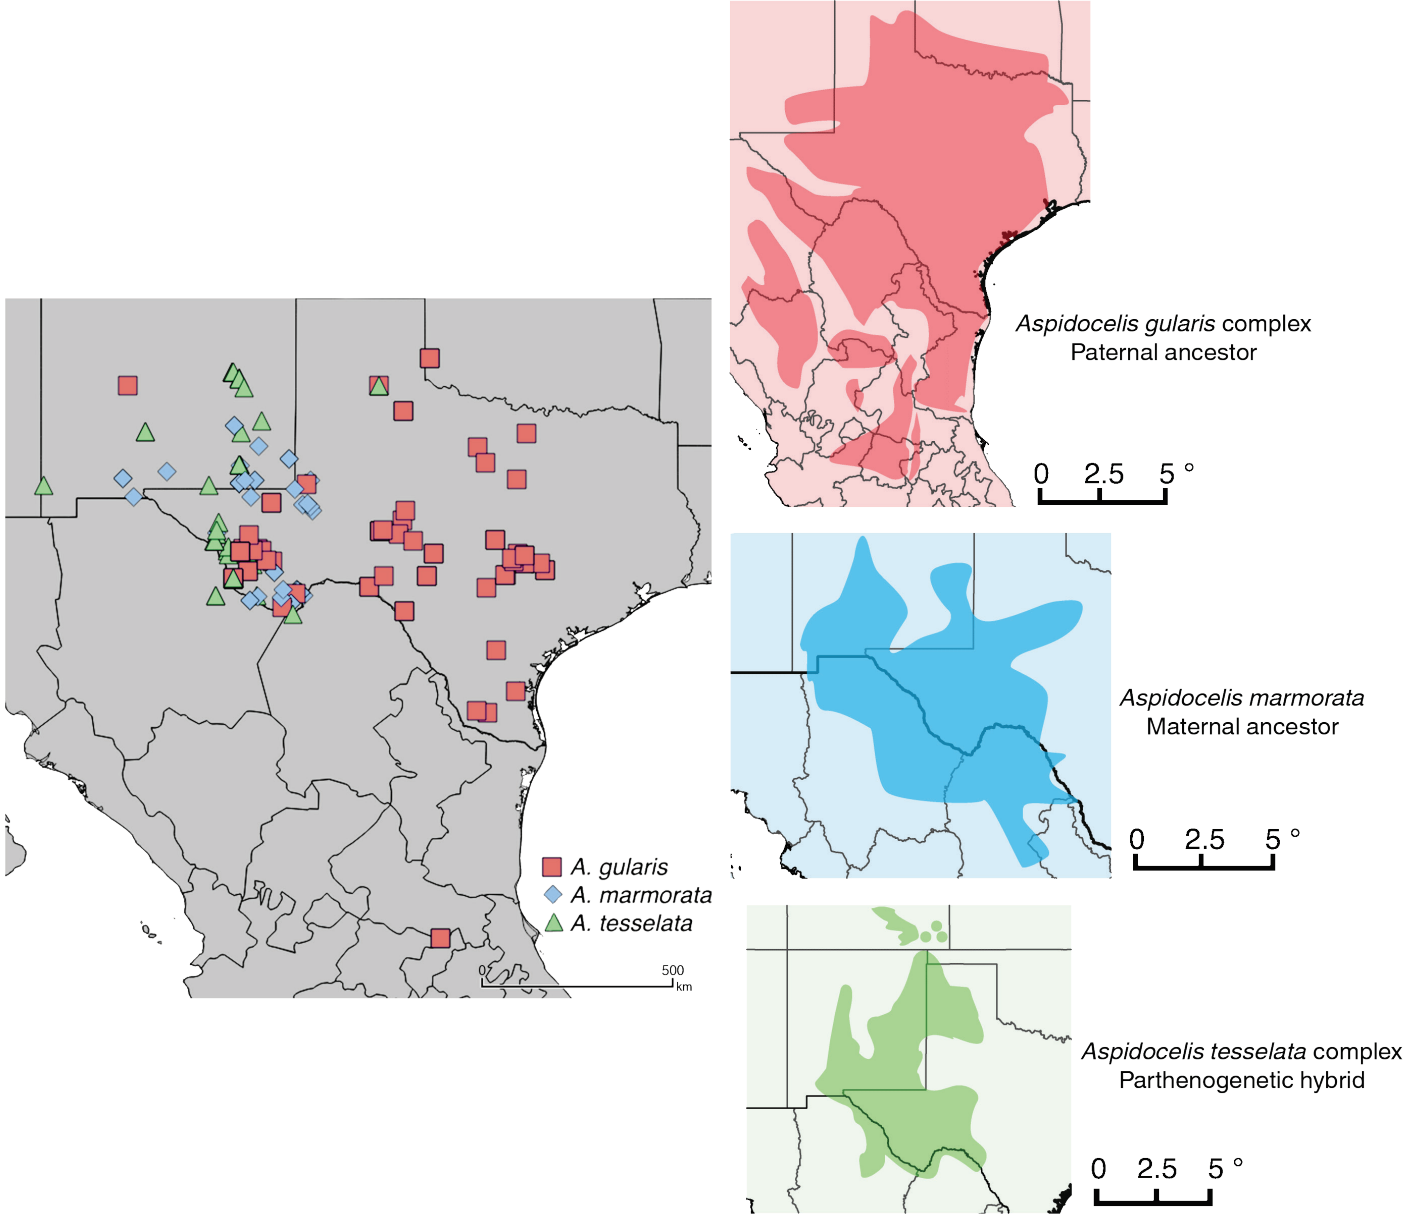 A. gularis
A. marmorata
A. tesselata
0 500
km
Aspidocelis gularis complex
Paternal ancestor
0 2.5 5 °
Aspidocelis marmorata
Maternal ancestor
0 2.5 5 °
Aspidocelis tesselata complex
Parthenogenetic hybrid
0 2.5 5 °